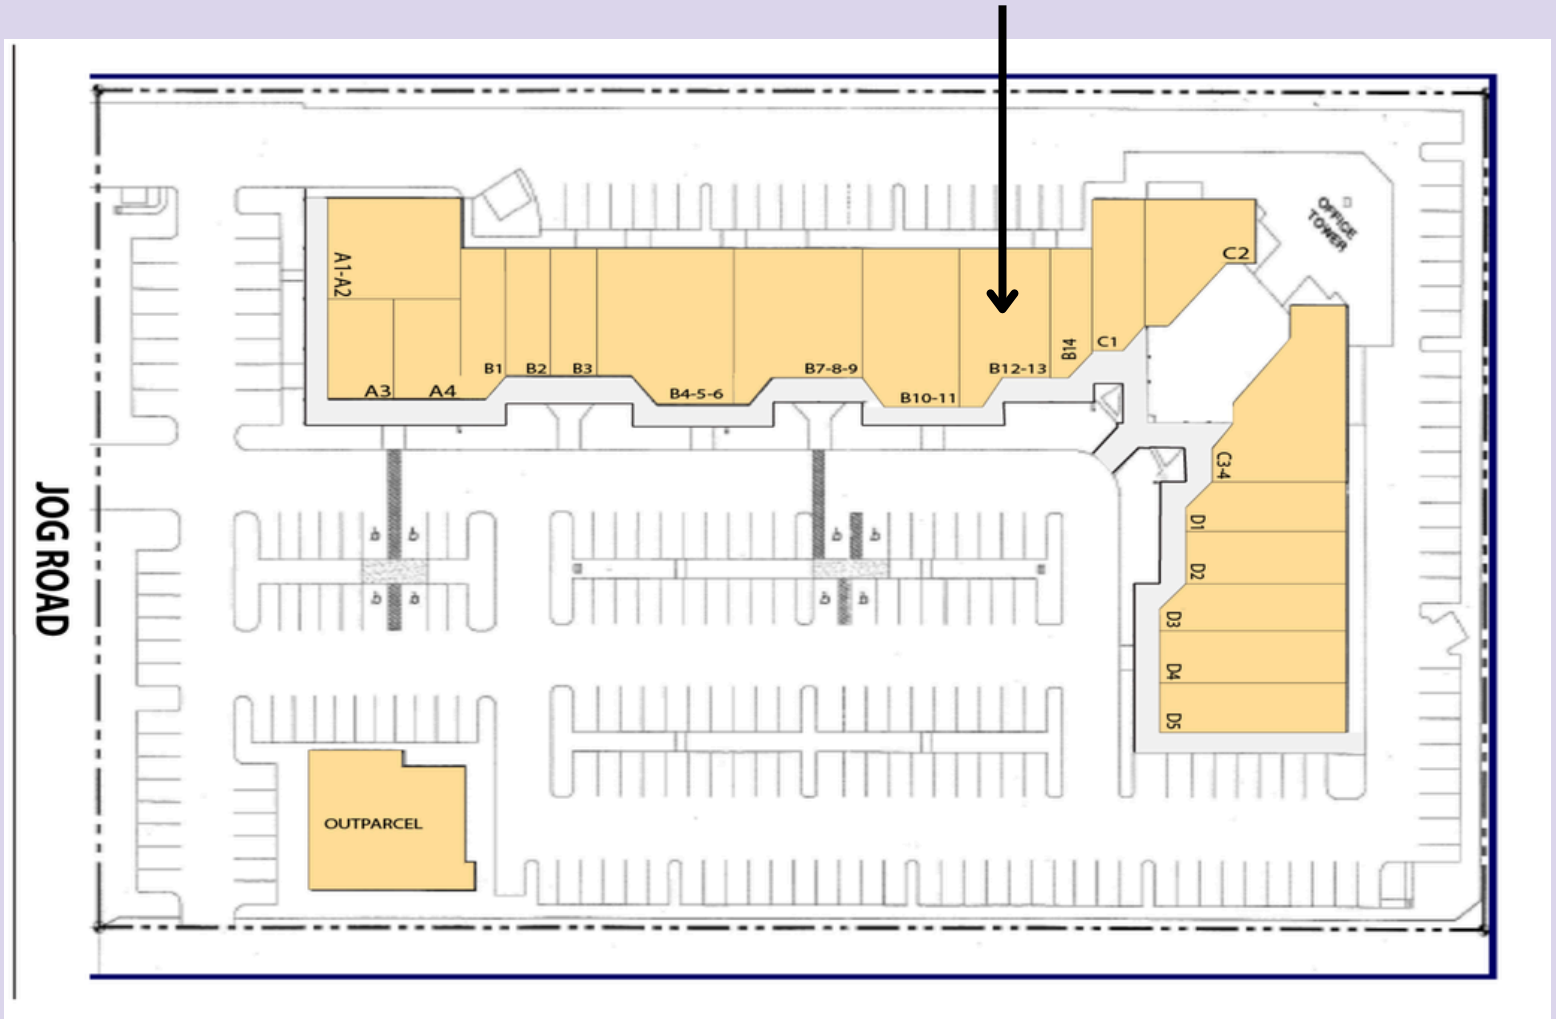 OFFICE
TOWER
C2
A1-A2
B14
C1
B1
B2
B3
B7-8-9
B12-13
A3
A4
B4-5-6
B10-11
C3-4
D1
D2
JOG ROAD
D3
D4
D5
OUTPARCEL